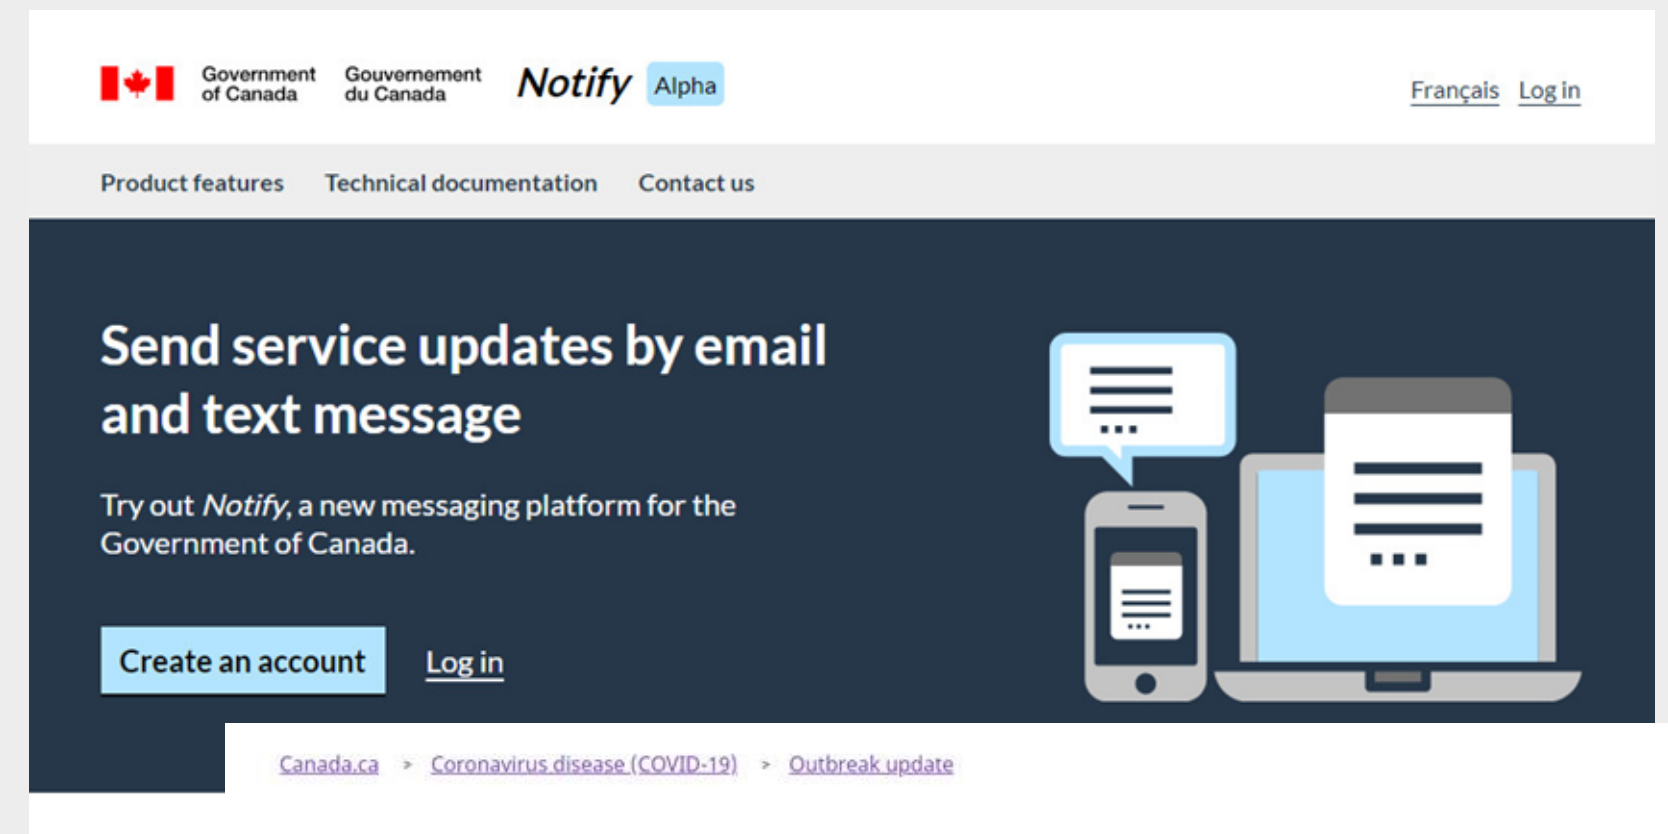 Government of Canada
Gouvernement du Canada
Notify Alpha
Français Log in
Product features Technical documentation Contact us
Send service updates by email
and text message
Try out Notify, a new messaging platform for the
Government of Canada.
Create an account Log in
Canada.ca > Coronavirus disease (COVID-19) > Outbreak update